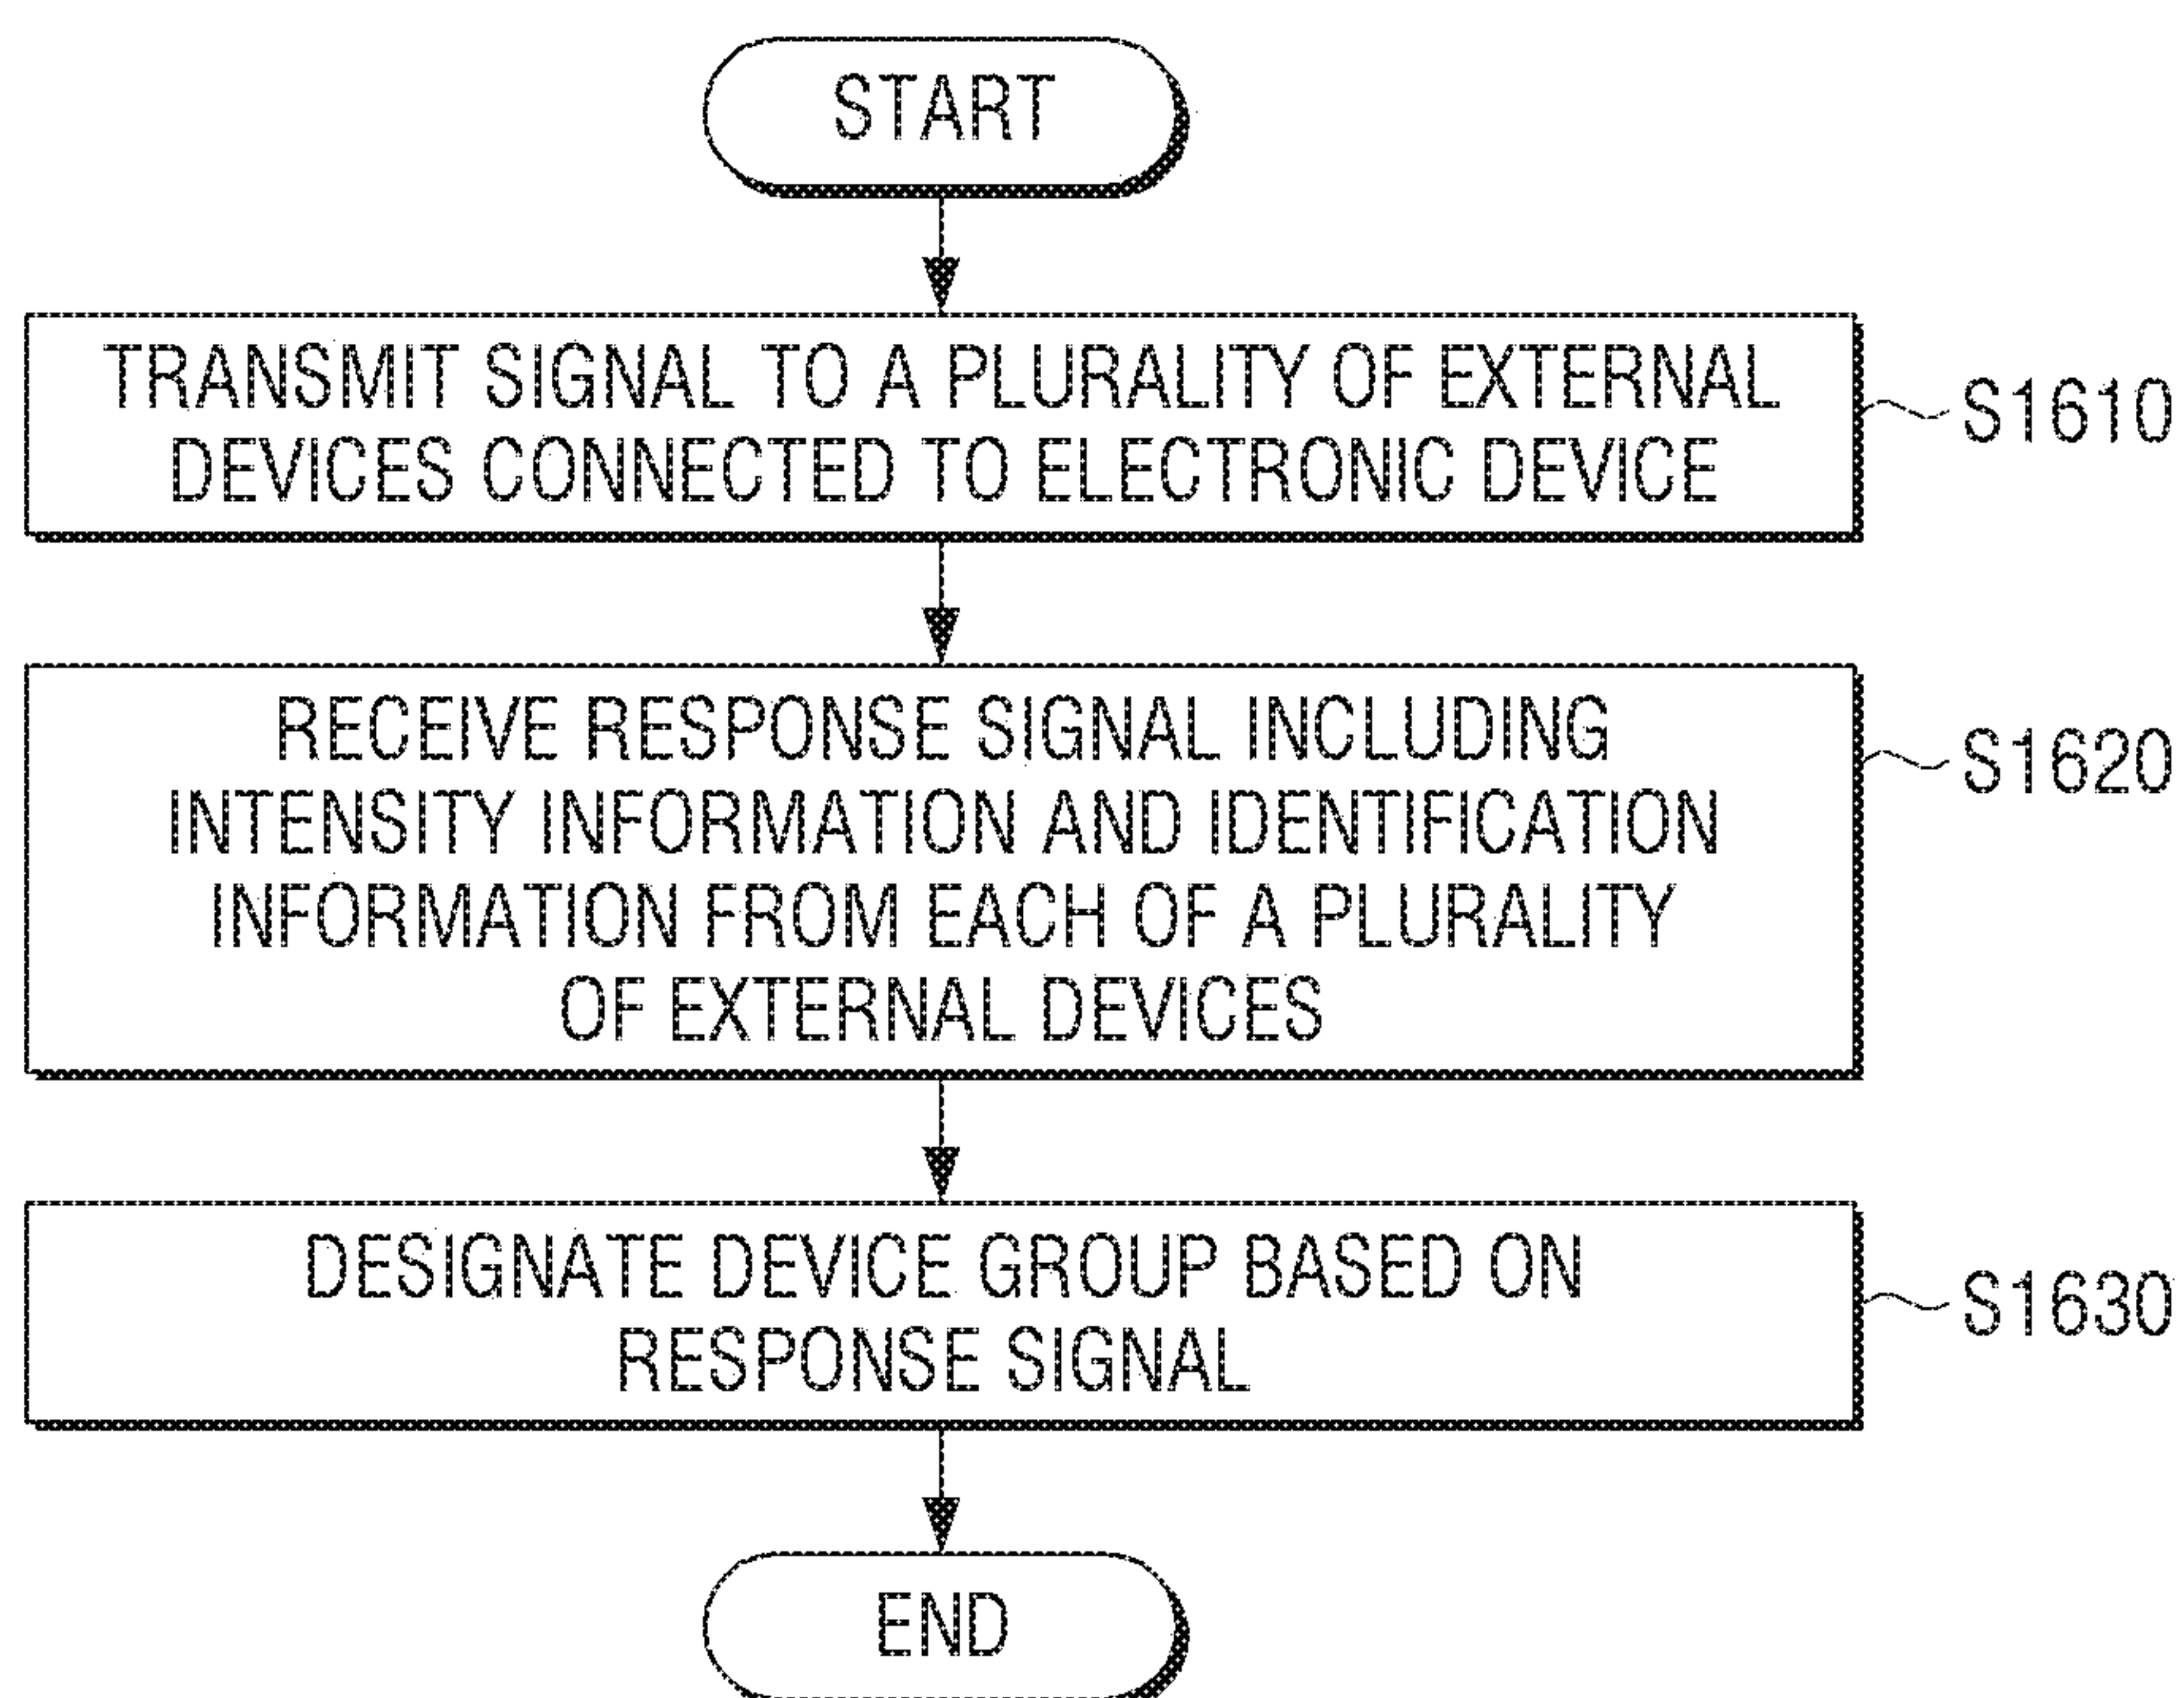 START
TRANSMIT SIGNAL TO A PLURALITY OF EXTERNAL
DEVICES CONNECTED TO ELECTRONIC DEVICE
S1610
RECEIVE RESPONSE SIGNAL INCLUDING
INTENSITY INFORMATION AND IDENTIFICATION
INFORMATION FROM EACH OF A PLURALITY
OF EXTERNAL DEVICES
S1620
DESIGNATE DEVICE GROUP BASED ON
RESPONSE SIGNAL
S1630
END